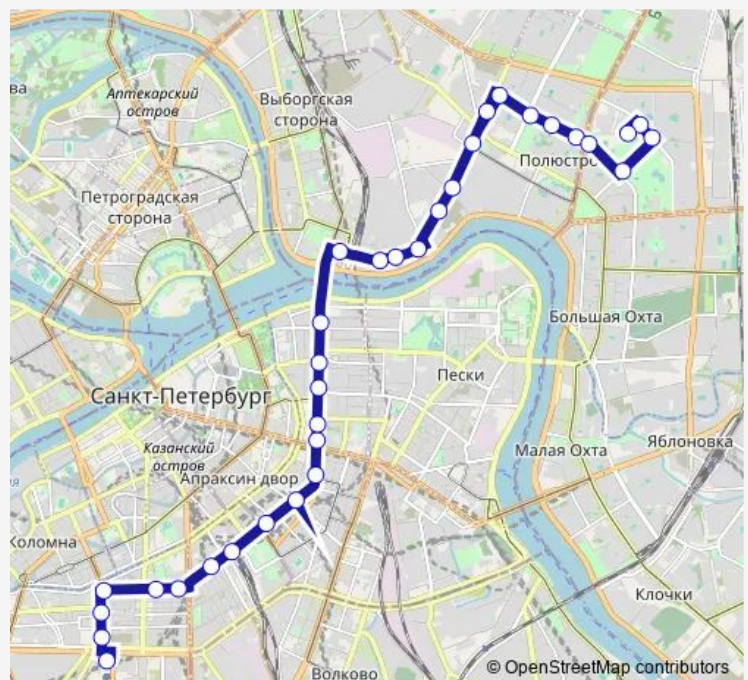 ва
Аптекарский
остров
Выборгская
сторона
Полюстро
Петроградская
сторона
Большая Охта
Пески
Санкт-Петербург
Казанский
остров
Малая Охта
Яблоновка
Апраксин двор
Коломна
Клочки
Волково
© OpenStreetMap contributors